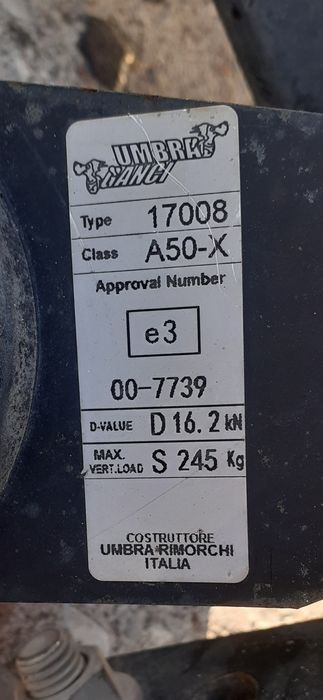 UMBRA
GANCI
Type 17008
Class A50-X
Approval Number
e3
00-7739
D-VALUE D 16.2 kN
MAX. VERT.LOAD S 245 Kg
COSTRUTTORE
UMBRA RIMORCHI
ITALIA